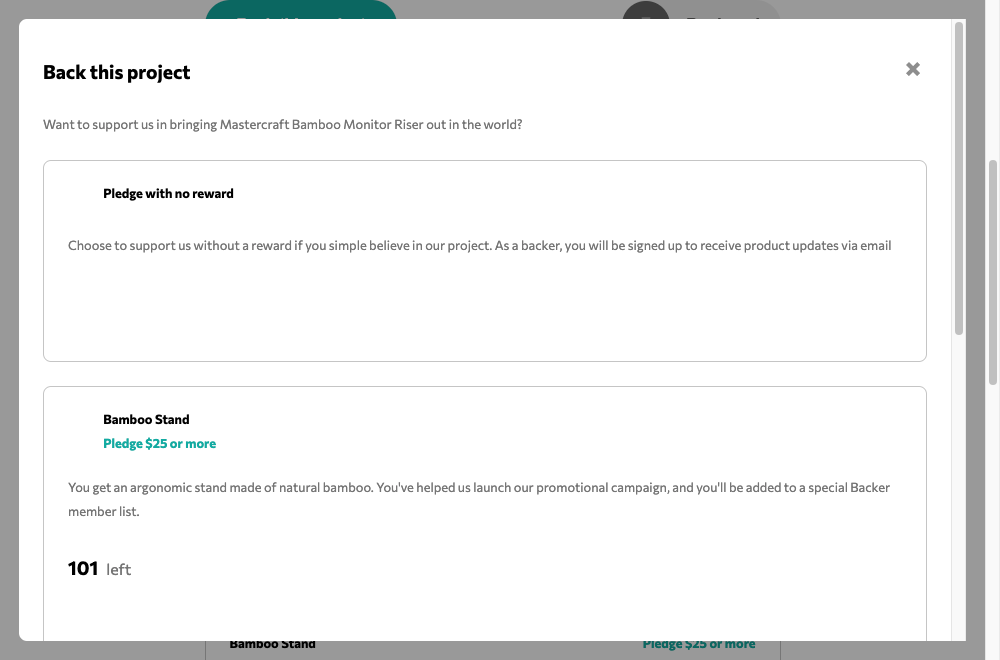 Back this project
Want to support us in bringing Mastercraft Bamboo Monitor Riser out in the world?
Pledge with no reward
Choose to support us without a reward if you simple believe in our project. As a backer, you will be signed up to receive product updates via email
Bamboo Stand
Pledge $25 or more
You get an argonomic stand made of natural bamboo. You've helped us launch our promotional campaign, and you'll be added to a special Backer
member list.
101 left
Bamboo Stand Pledge $25 or more